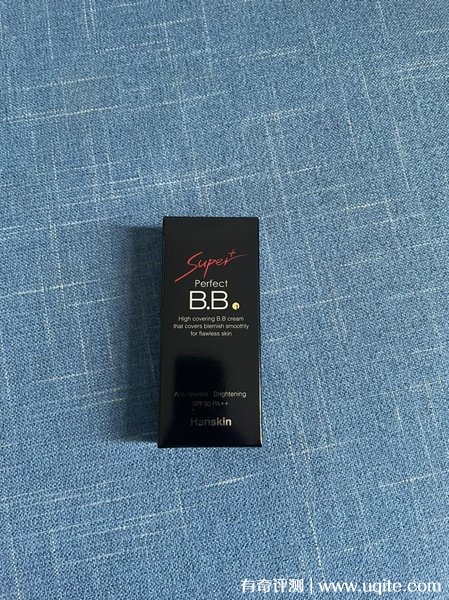 Super+
Perfect
B.B.
High covering B.B cream
that covers blemish smoothly
for flawless skin
Anti Wrinkle . Brightening
SPF30 PA++
Hanskin
有奇评测 | www.uqite.com